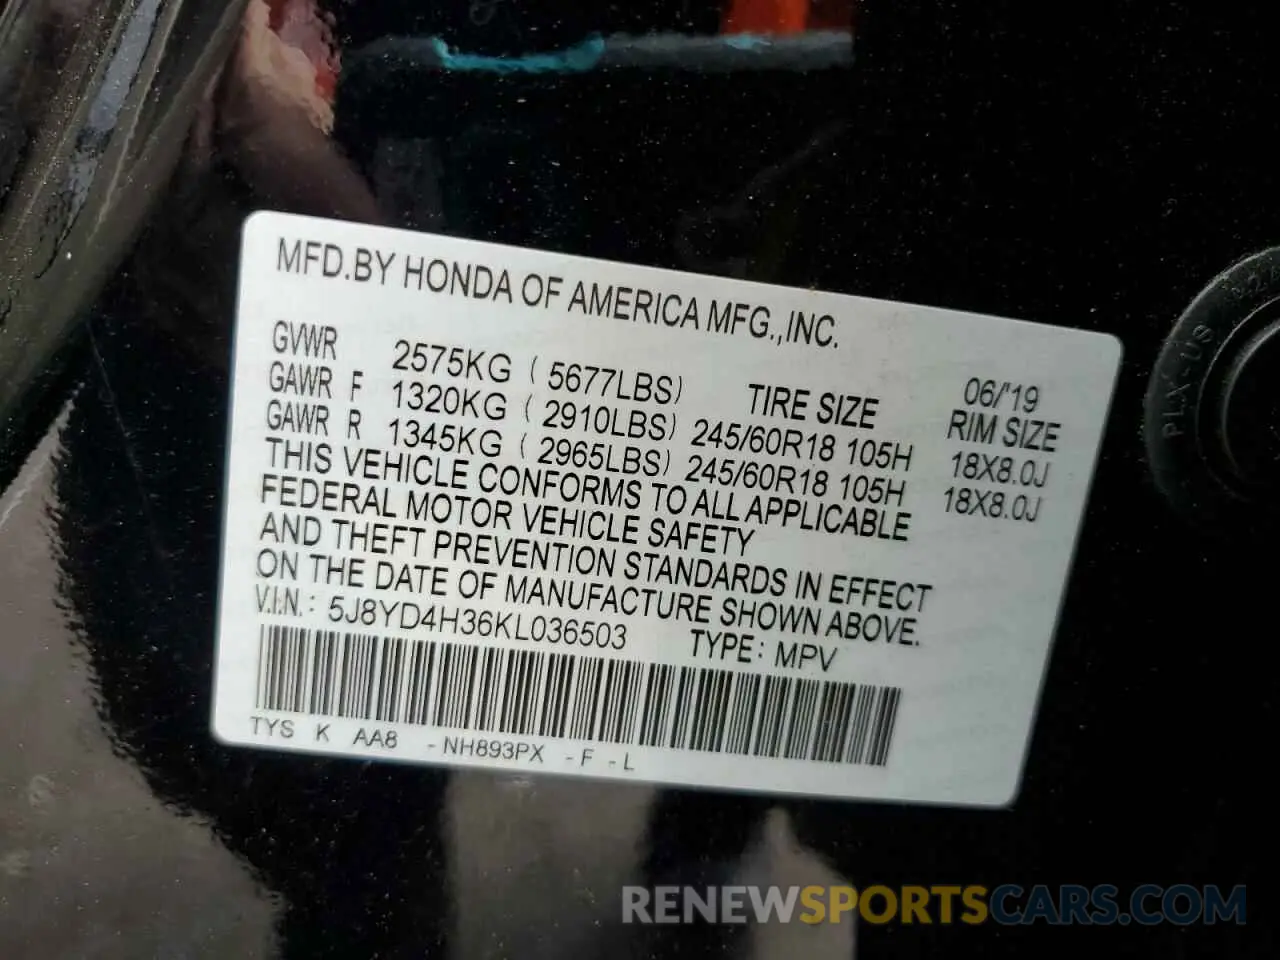 MFD.BY HONDA OF AMERICA MFG.,INC.
06/'19
GVWR 2575KG ( 5677LBS) TIRE SIZE RIM SIZE
GAWR F 1320KG ( 2910LBS) 245/60R18 105H 18X8.0J
GAWR R 1345KG ( 2965LBS) 245/60R18 105H 18X8.0J
THIS VEHICLE CONFORMS TO ALL APPLICABLE
FEDERAL MOTOR VEHICLE SAFETY
AND THEFT PREVENTION STANDARDS IN EFFECT
ON THE DATE OF MANUFACTURE SHOWN ABOVE.
V.I.N.: 5J8YD4H36KL036503 TYPE: MPV
TYS K AA8 -NH893PX -F -L
PLX-US
RENEWSPORTSCARS.COM